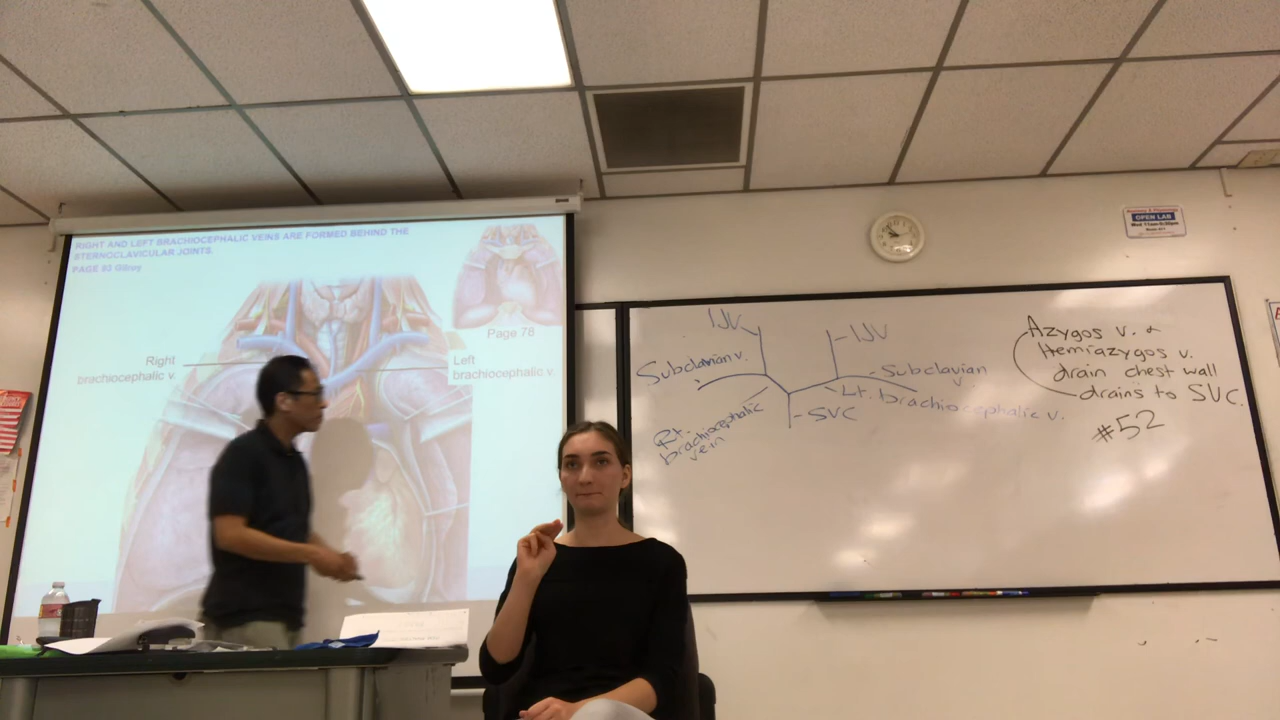 RIGHT AND LEFT BRACHIOCEPHALIC VEINS ARE FORMED BEHIND THE
STERNOCLAVICULAR JOINTS.
PAGE 93 Gilroy
Page 78
Right
brachiocephalic v.
Left
brachiocephalic v.
IJV
IJV
Subclavian v.
Subclavian
v.
Lt. brachiocephalic v.
SVC
Rt.
brachiocephalic
vein
Azygos v. &
Hemiazygos v.
drain chest wall
drains to SVC.
#52
OPEN LAB